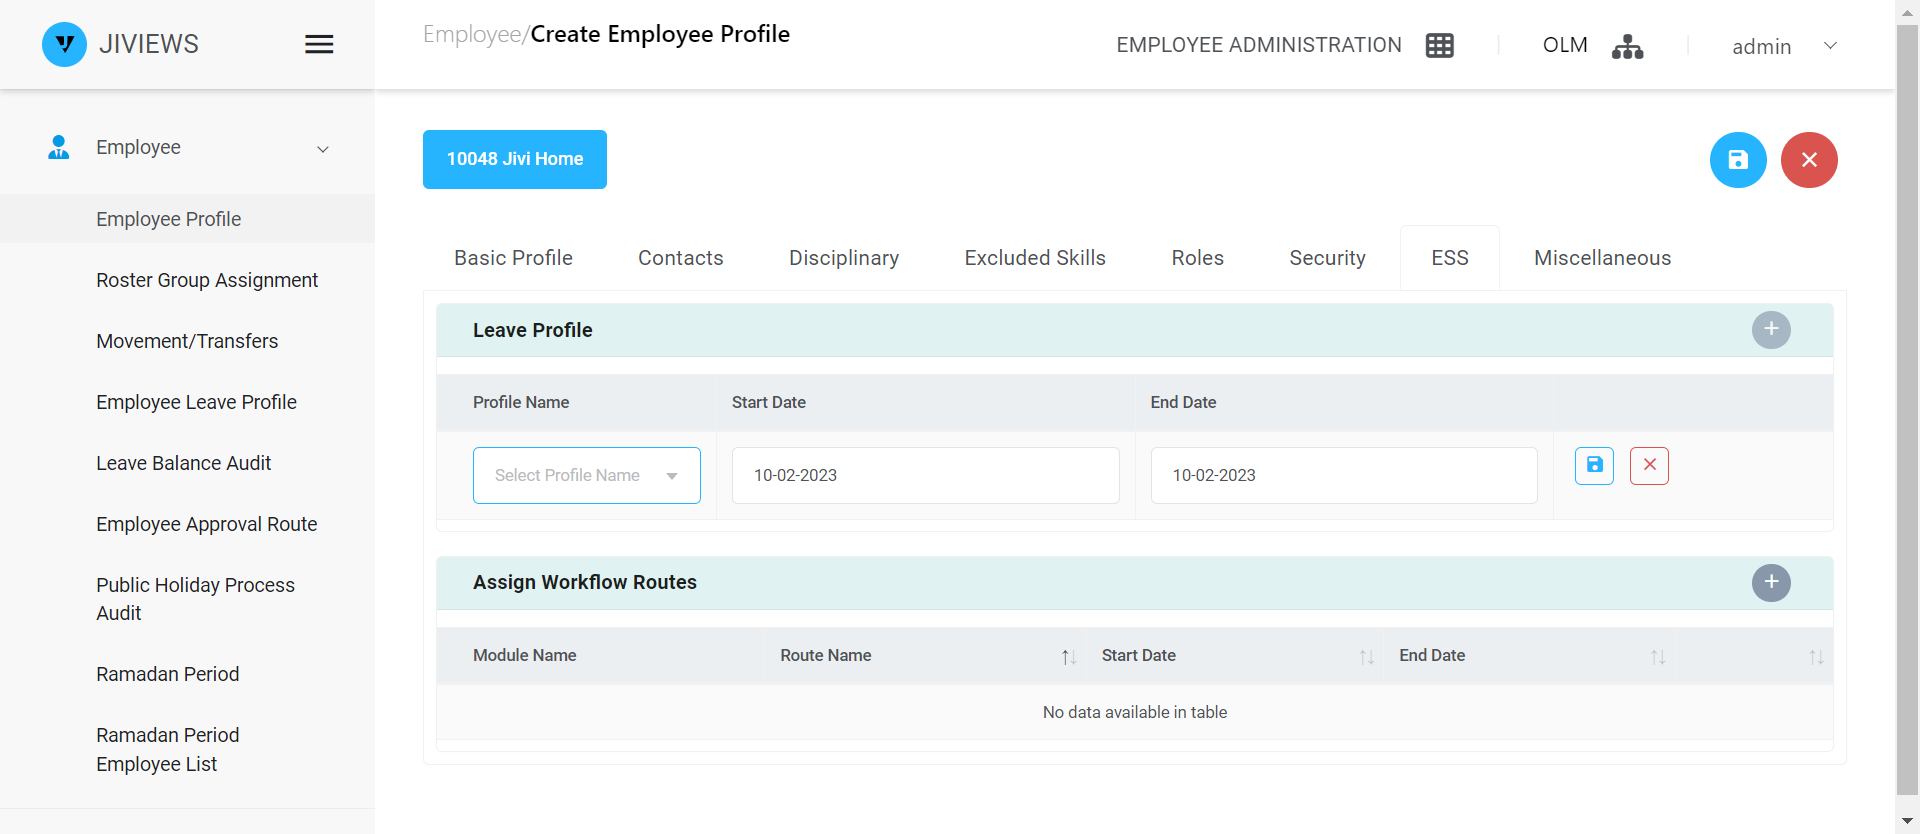 JIVIEWS
Employee/Create Employee Profile
EMPLOYEE ADMINISTRATION
OLM
admin
Employee
Employee Profile
Roster Group Assignment
Movement/Transfers
Employee Leave Profile
Leave Balance Audit
Employee Approval Route
Public Holiday Process
Audit
Ramadan Period
Ramadan Period
Employee List
10048 Jivi Home
Basic Profile
Contacts
Disciplinary
Excluded Skills
Roles
Security
ESS
Miscellaneous
Leave Profile
Profile Name
Start Date
End Date
Select Profile Name
10-02-2023
10-02-2023
Assign Workflow Routes
Module Name
Route Name
Start Date
End Date
No data available in table